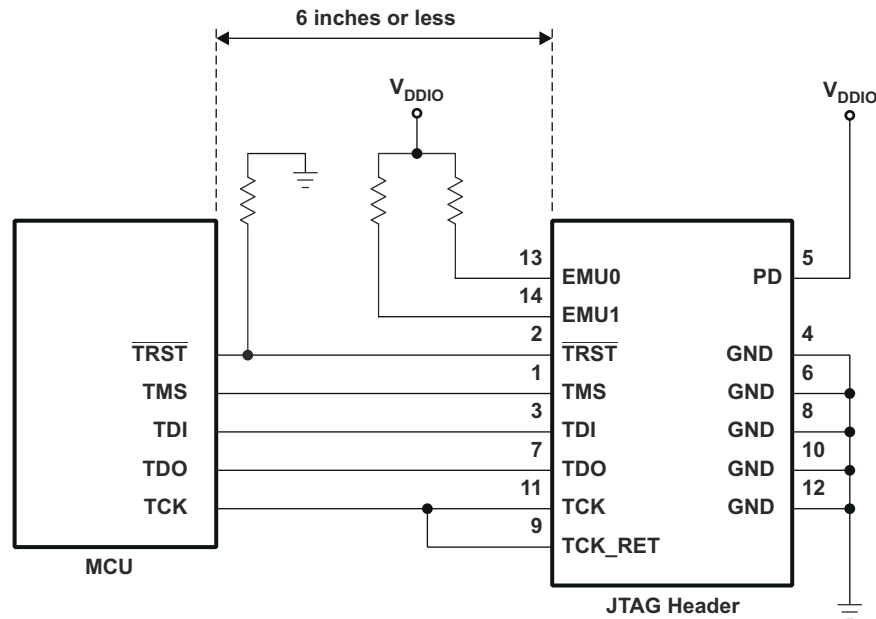 6 inches or less
VDDIO
VDDIO
13
EMU0
PD
5
14
EMU1
TRST
2
TRST
GND
4
TMS
1
TMS
GND
6
TDI
3
TDI
GND
8
TDO
7
TDO
GND
10
TCK
11
TCK
GND
12
9
TCK_RET
MCU
JTAG Header